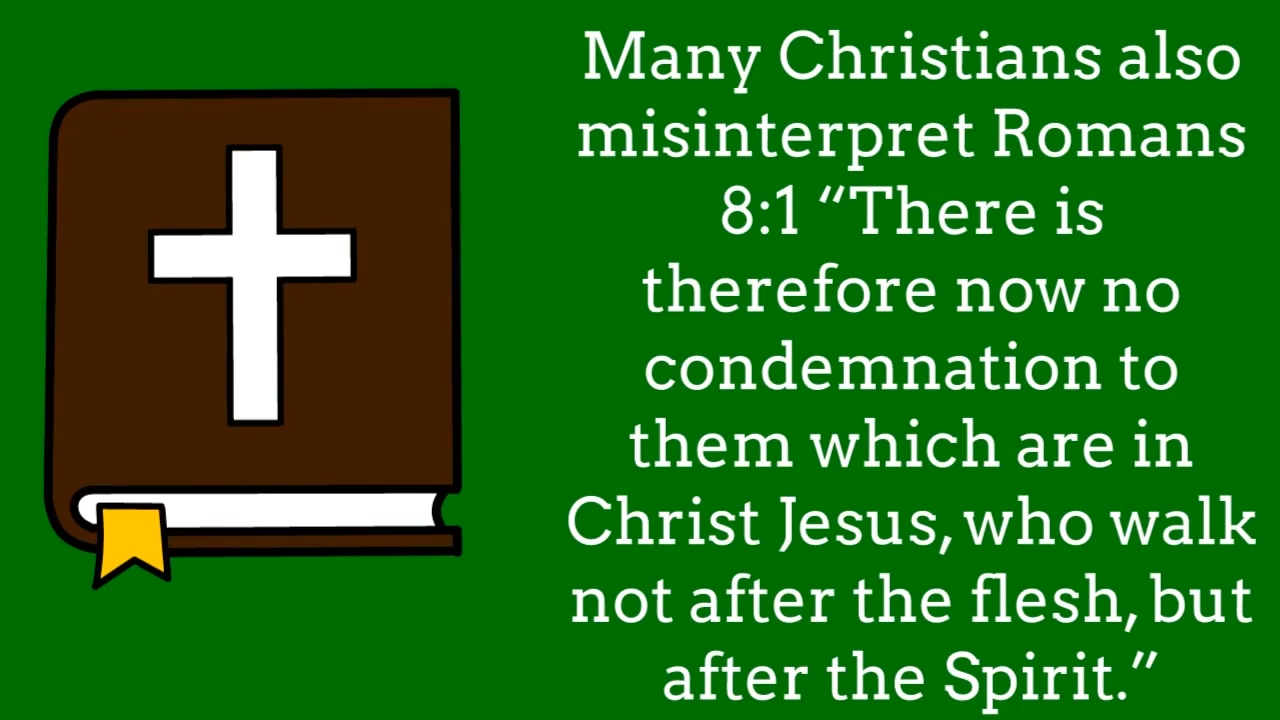 Many Christians also
misinterpret Romans
8:1 “There is
therefore now no
condemnation to
them which are in
Christ Jesus, who walk
not after the flesh, but
after the Spirit.”